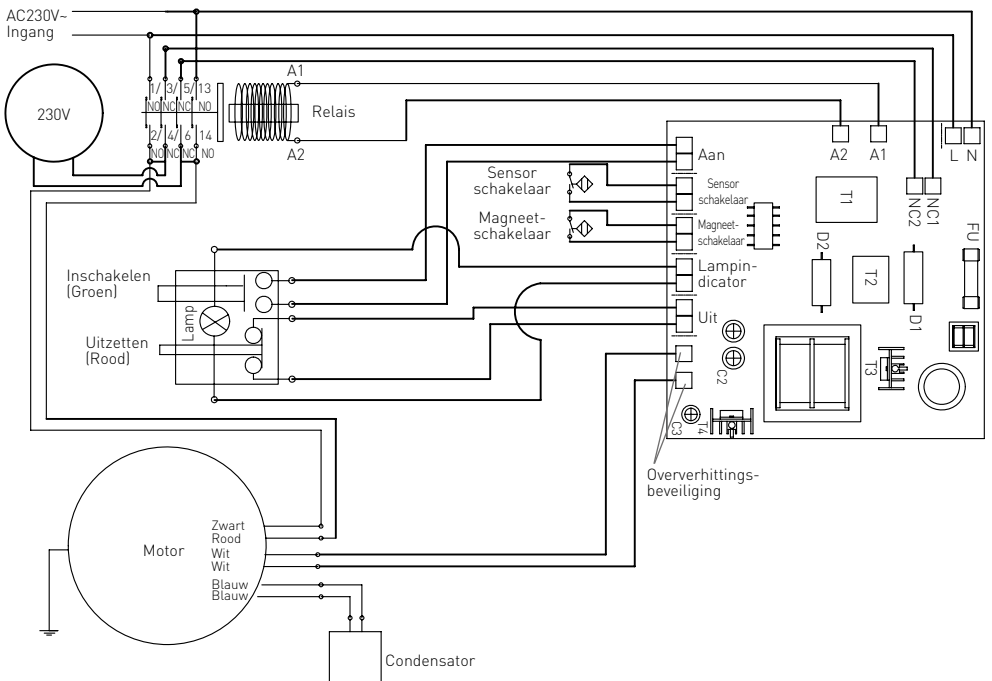 AC230V~
Ingang
230V
1/ 3/ 5/ 13
NO NC NC NO
2/ 4/ 6 14
NO NC NC NO
A1
Relais
A2
Aan
Sensor
schakelaar
Sensor
schakelaar
Magneet-
schakelaar
Magneet-
schakelaar
Lampin-
dicator
Uit
A2 A1
L N
NC2 NC1
T1
FU
D2
T2
D1
C2
T3
C3
T4
Inschakelen
(Groen)
Lamp
Uitzetten
(Rood)
Oververhittings-
beveiliging
Motor
Zwart
Rood
Wit
Wit
Blauw
Blauw
Condensator